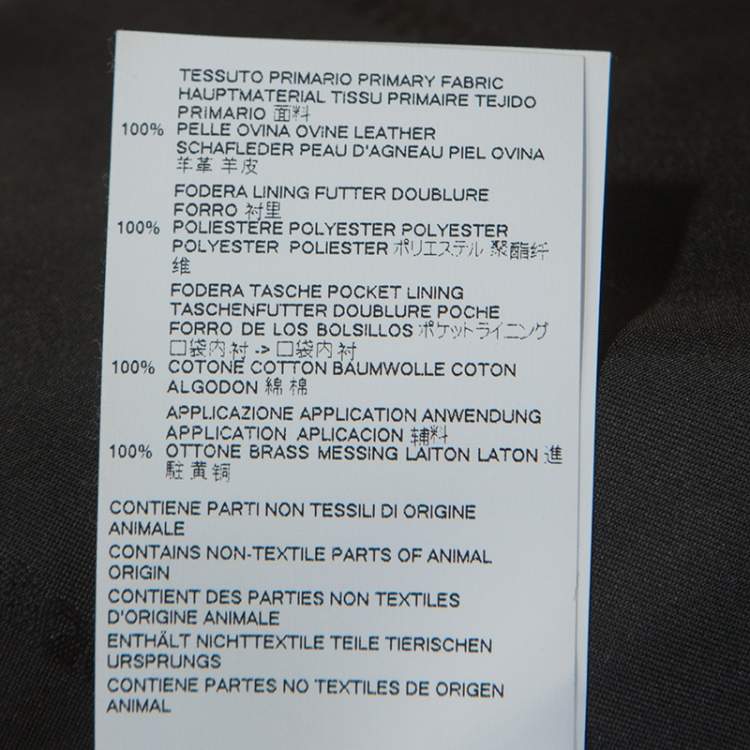 TESSUTO PRIMARIO PRIMARY FABRIC
HAUPTMATERIAL TISSU PRIMAIRE TEJIDO
PRIMARIO 面料
100% PELLE OVINA OVINE LEATHER
SCHAFLEDER PEAU D'AGNEAU PIEL OVINA
羊革 羊皮
FODERA LINING FUTTER DOUBLURE
FORRO 衬里
100% POLIESTERE POLYESTER POLYESTER
POLYESTER POLIESTER ポリエステル 聚酯纤
维
FODERA TASCHE POCKET LINING
TASCHENFUTTER DOUBLURE POCHE
FORRO DE LOS BOLSILLOS ポケットライニング
口袋内衬 -> 口袋内衬
100% COTONE COTTON BAUMWOLLE COTON
ALGODON 綿 棉
APPLICAZIONE APPLICATION ANWENDUNG
APPLICATION APLICACION 辅料
100% OTTONE BRASS MESSING LAITON LATON 進
駐 黄铜
CONTIENE PARTI NON TESSILI DI ORIGINE
ANIMALE
CONTAINS NON-TEXTILE PARTS OF ANIMAL
ORIGIN
CONTIENT DES PARTIES NON TEXTILES
D'ORIGINE ANIMALE
ENTHÄLT NICHTTEXTILE TEILE TIERISCHEN
URSPRUNGS
CONTIENE PARTES NO TEXTILES DE ORIGEN
ANIMAL